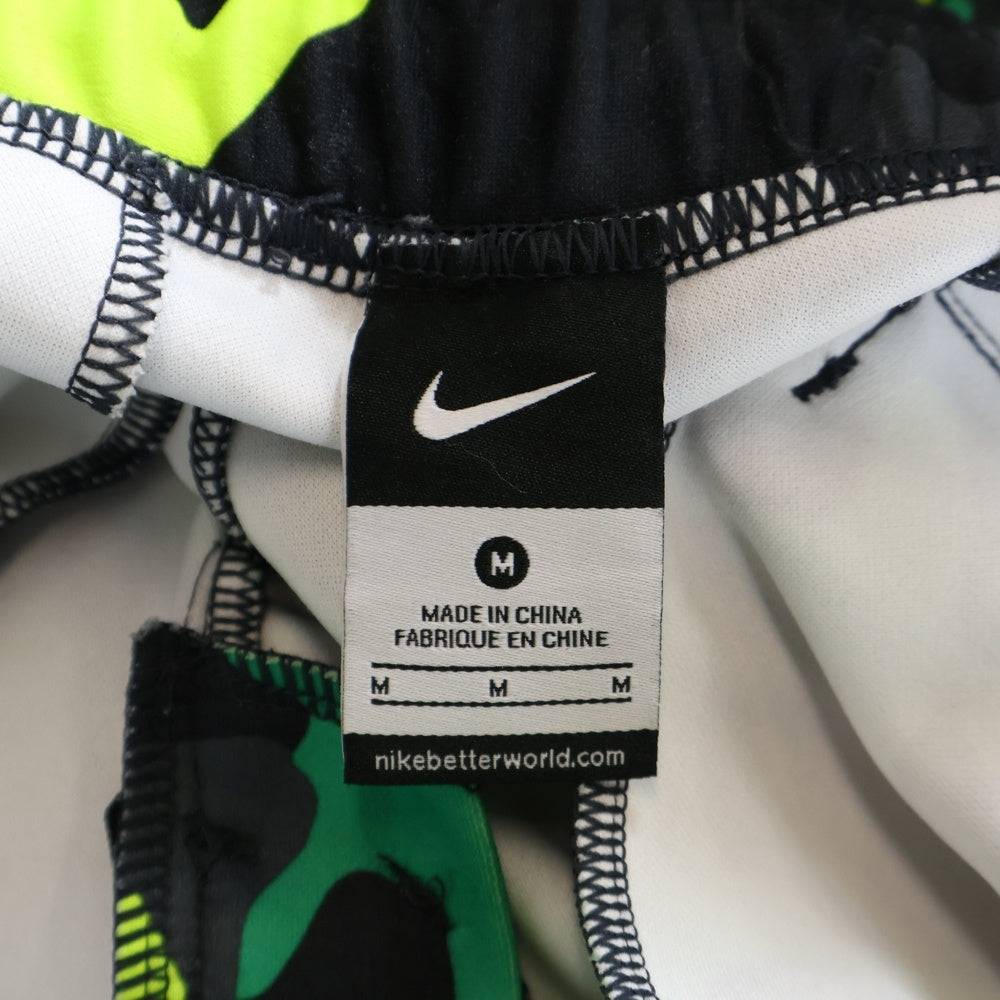 M
MADE IN CHINA
FABRIQUE EN CHINE
M M M
nikebetterworld.com